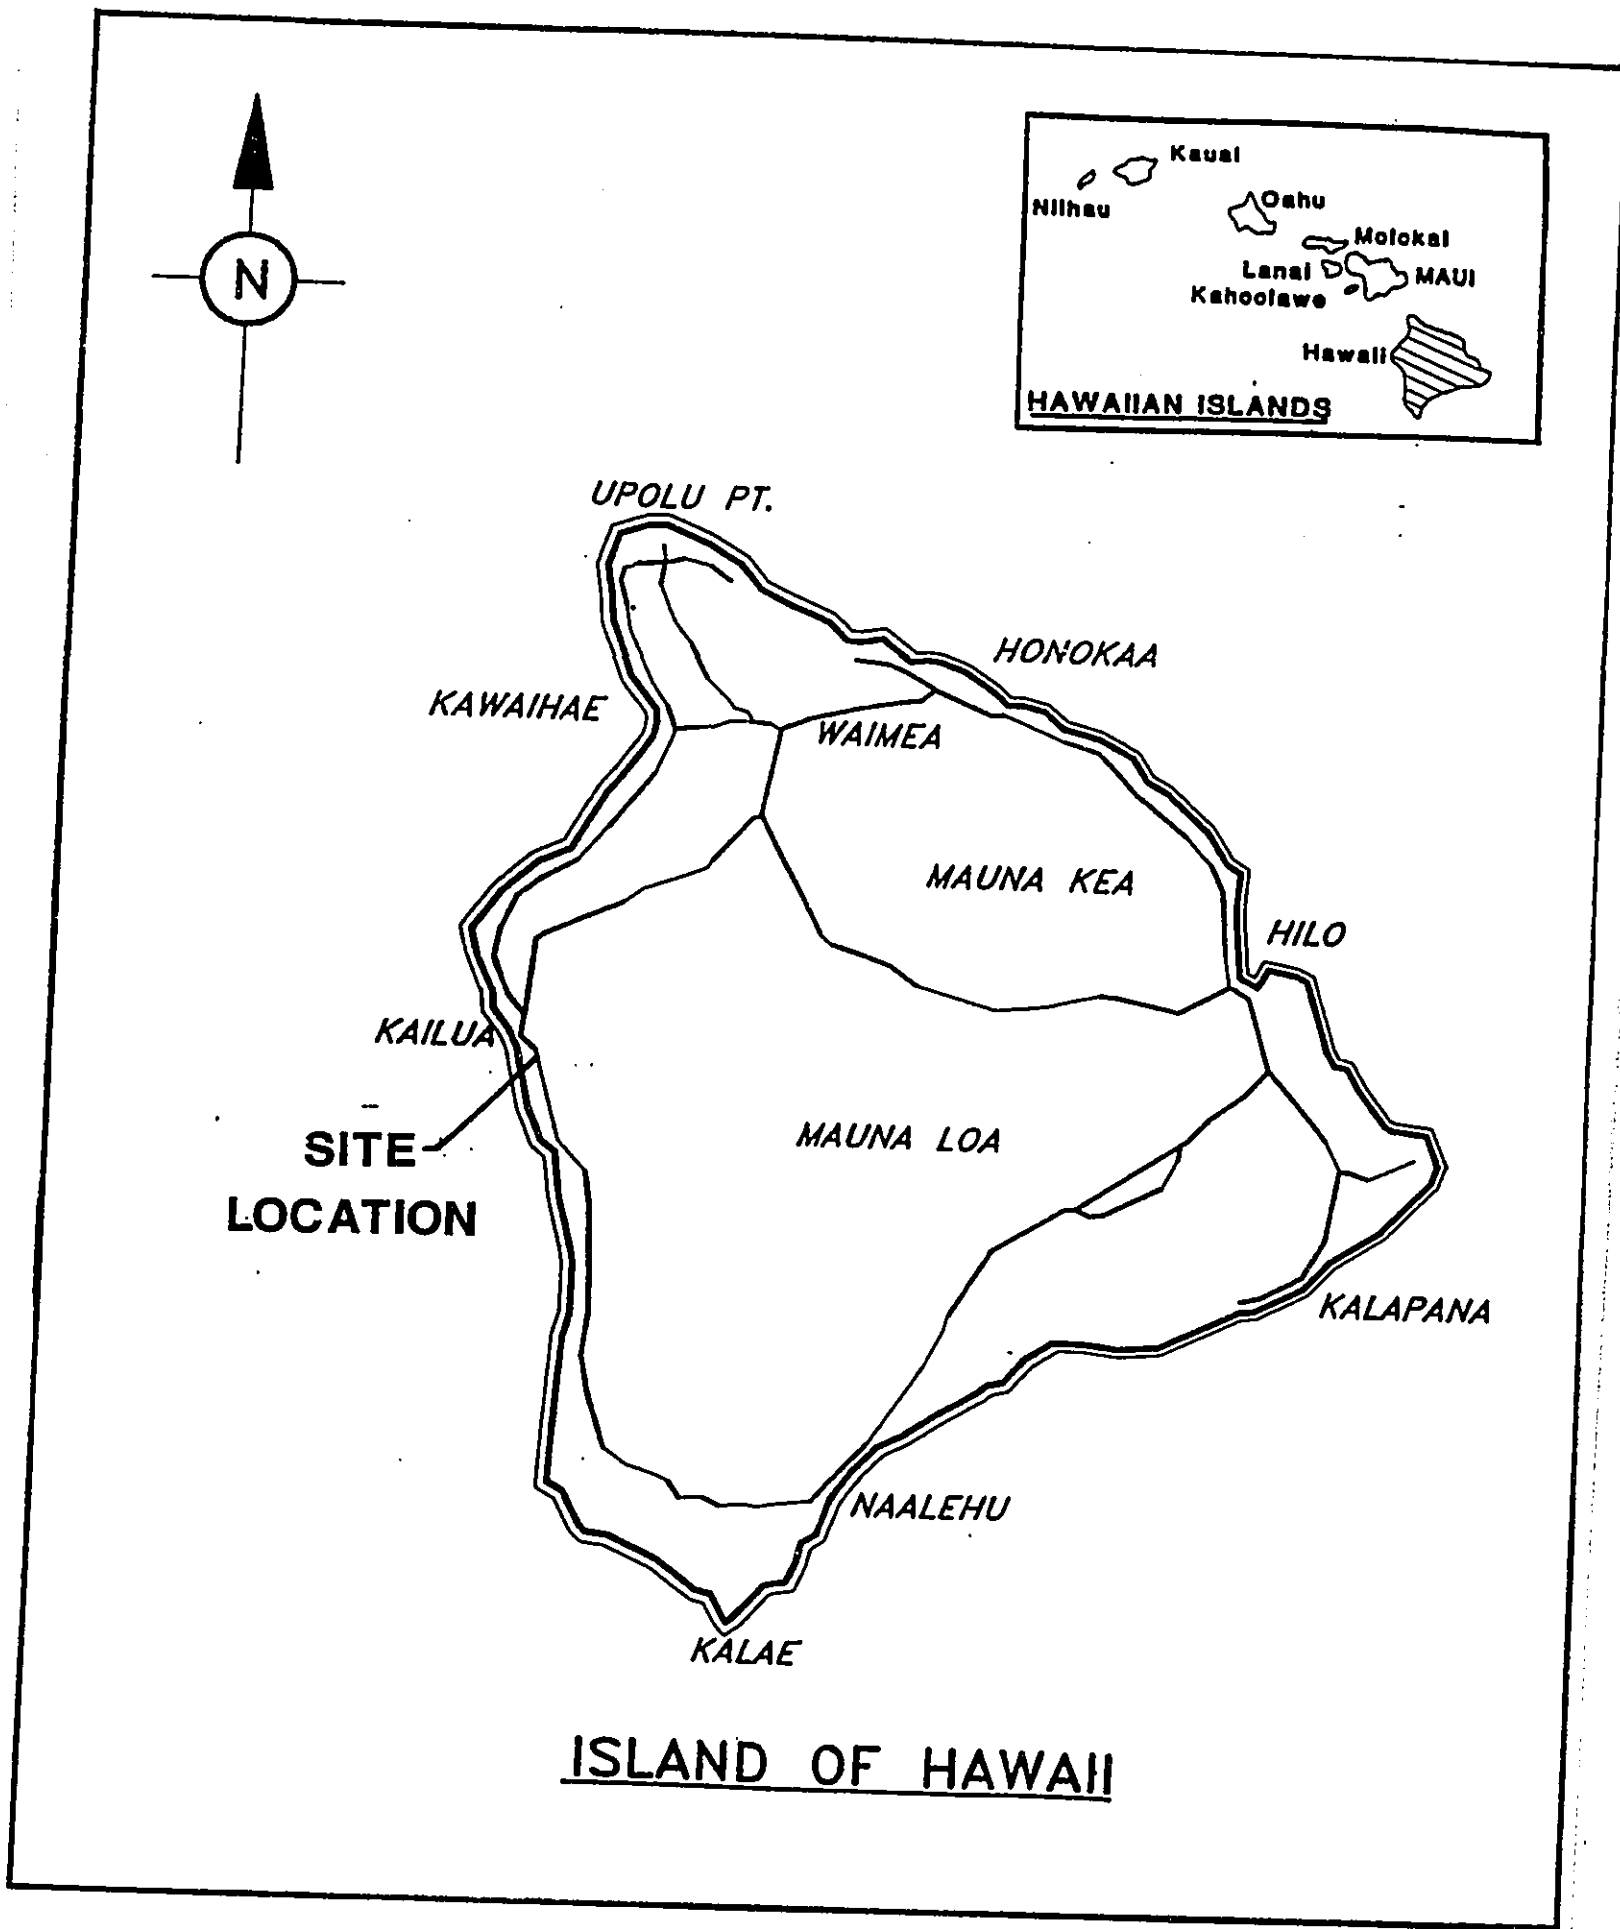 N
Kauai
Niihau
Oahu
Molokai
Lanai
MAUI
Kahoolawe
Hawaii
HAWAIIAN ISLANDS
UPOLU PT.
HONOKAA
KAWAIHAE
WAIMEA
MAUNA KEA
HILO
KAILUA
MAUNA LOA
SITE
LOCATION
KALAPANA
NAALEHU
KALAE
ISLAND OF HAWAII